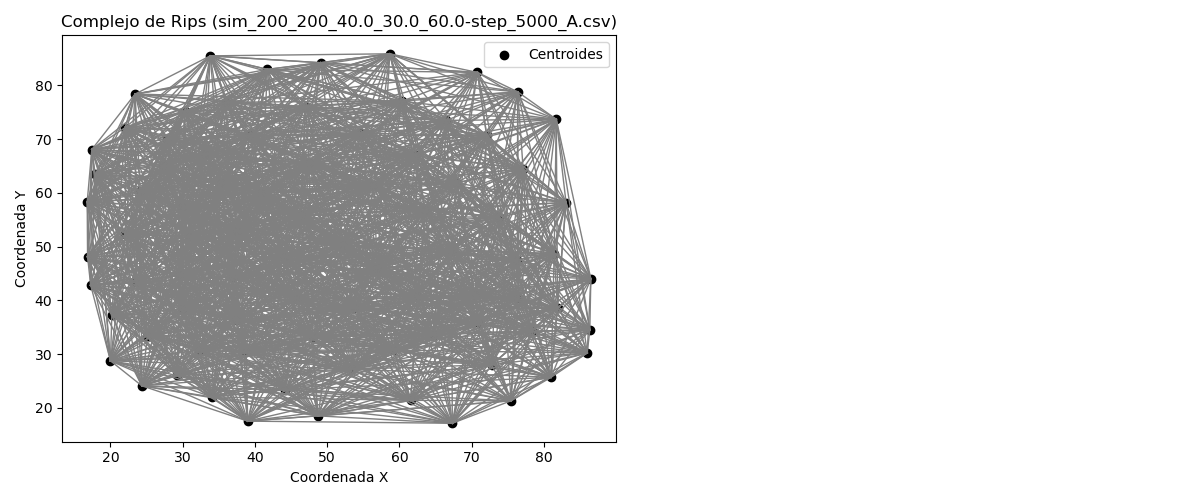 Complejo de Rips (sim_200_200_40.0_30.0_60.0-step_5000_A.csv)
Centroides
80
70
60
50
40
30
20
Coordenada Y
20 30 40 50 60 70 80
Coordenada X